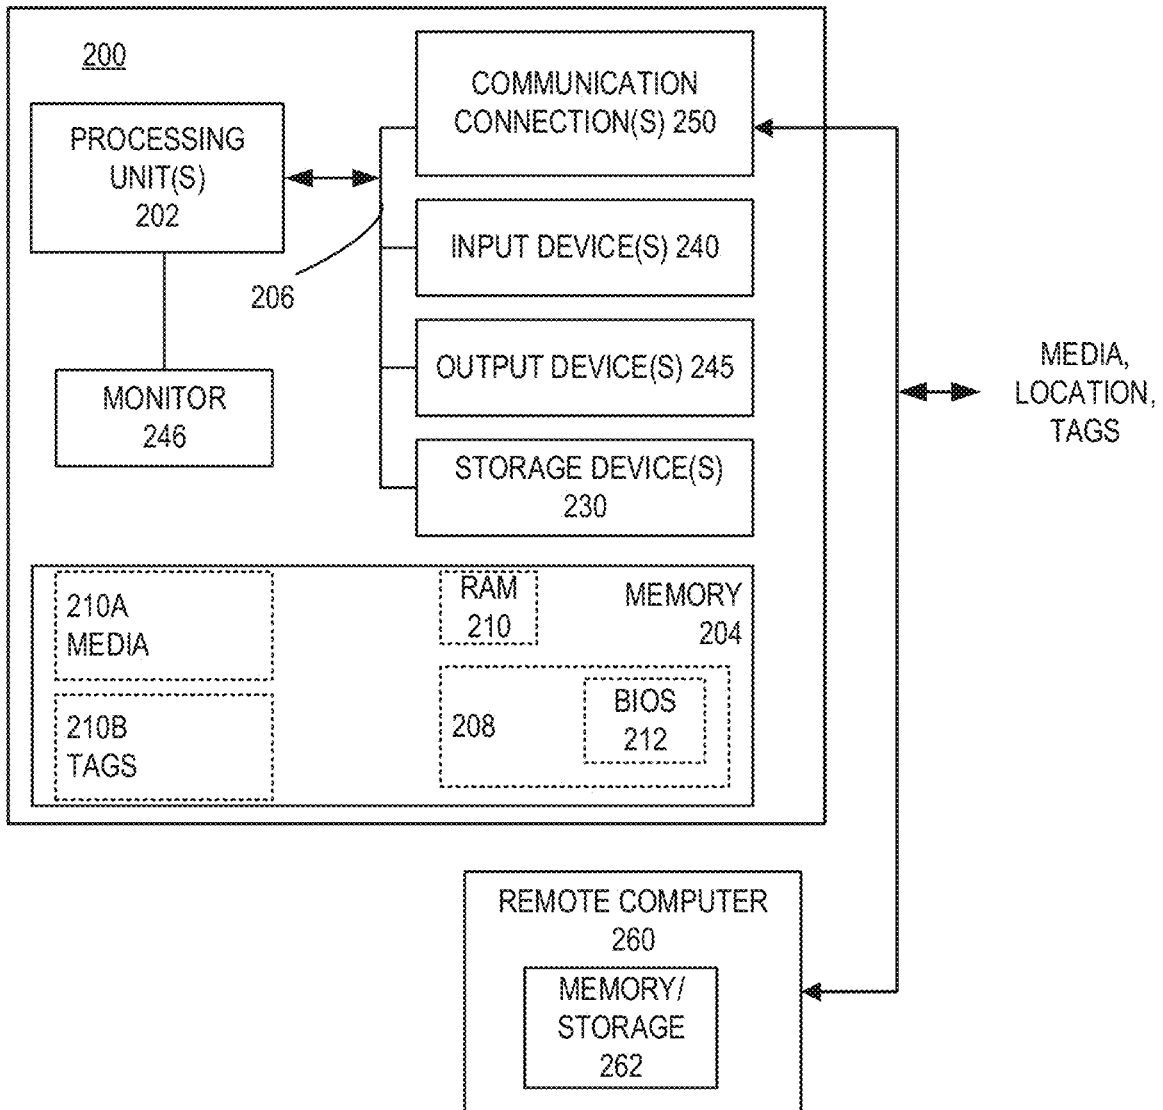 200
PROCESSING
UNIT(S)
202
COMMUNICATION
CONNECTION(S) 250
INPUT DEVICE(S) 240
206
OUTPUT DEVICE(S) 245
MONITOR
246
STORAGE DEVICE(S)
230
MEDIA,
LOCATION,
TAGS
210A
MEDIA
RAM
210
MEMORY
204
210B
TAGS
208
BIOS
212
REMOTE COMPUTER
260
MEMORY/
STORAGE
262